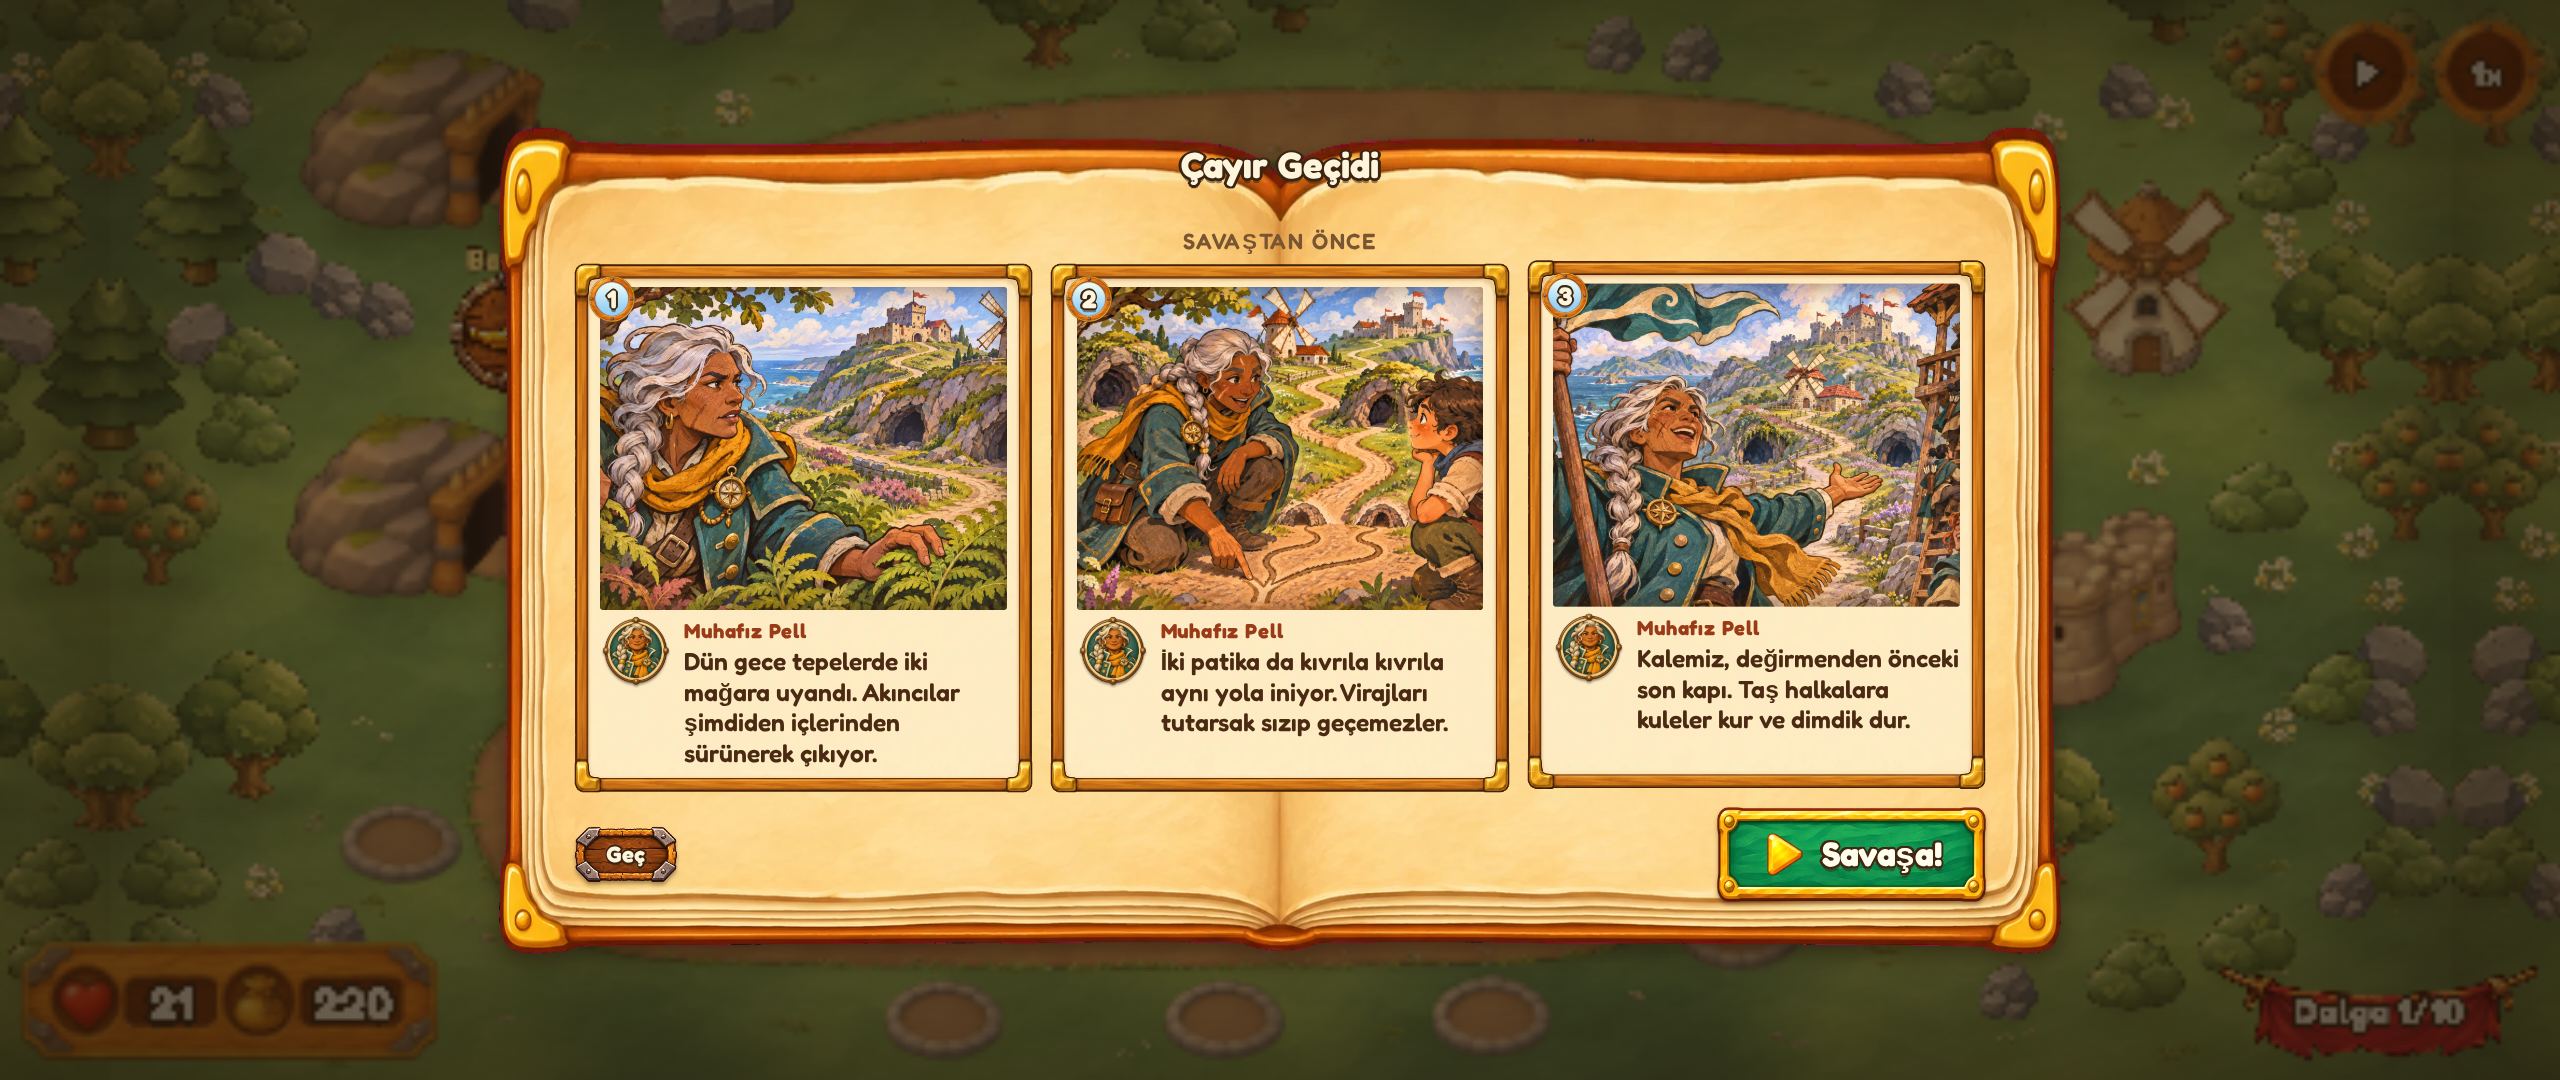 1x
Çayır Geçidi
SAVAŞTAN ÖNCE
1
2
3
Muhafız Pell
Dün gece tepelerde iki
mağara uyandı. Akıncılar
şimdiden içlerinden
sürünerek çıkıyor.
Muhafız Pell
İki patika da kıvrıla kıvrıla
aynı yola iniyor. Virajları
tutarsak sızıp geçemezler.
Muhafız Pell
Kalemiz, değirmenden önceki
son kapı. Taş halkalara
kuleler kur ve dimdik dur.
Geç
Savaşa!
21
220
Dalga 1/10